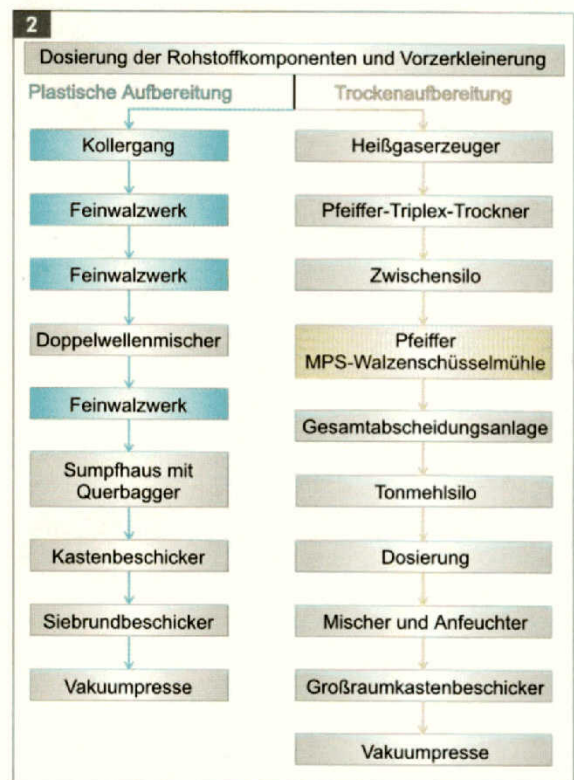 2
Dosierung der Rohstoffkomponenten und Vorzerkleinerung
Plastische Aufbereitung
Kollergang
Feinwalzwerk
Feinwalzwerk
Doppelwellenmischer
Feinwalzwerk
Sumpfhaus mit
Querbagger
Kastenbeschicker
Siebrundbeschicker
Vakuumpresse
Trockenaufbereitung
Heißgaserzeuger
Pfeiffer-Triplex-Trockner
Zwischensilo
Pfeiffer
MPS-Walzenschüsselmühle
Gesamtabscheidungsanlage
Tonmehlsilo
Dosierung
Mischer und Anfeuchter
Großraumkastenbeschicker
Vakuumpresse